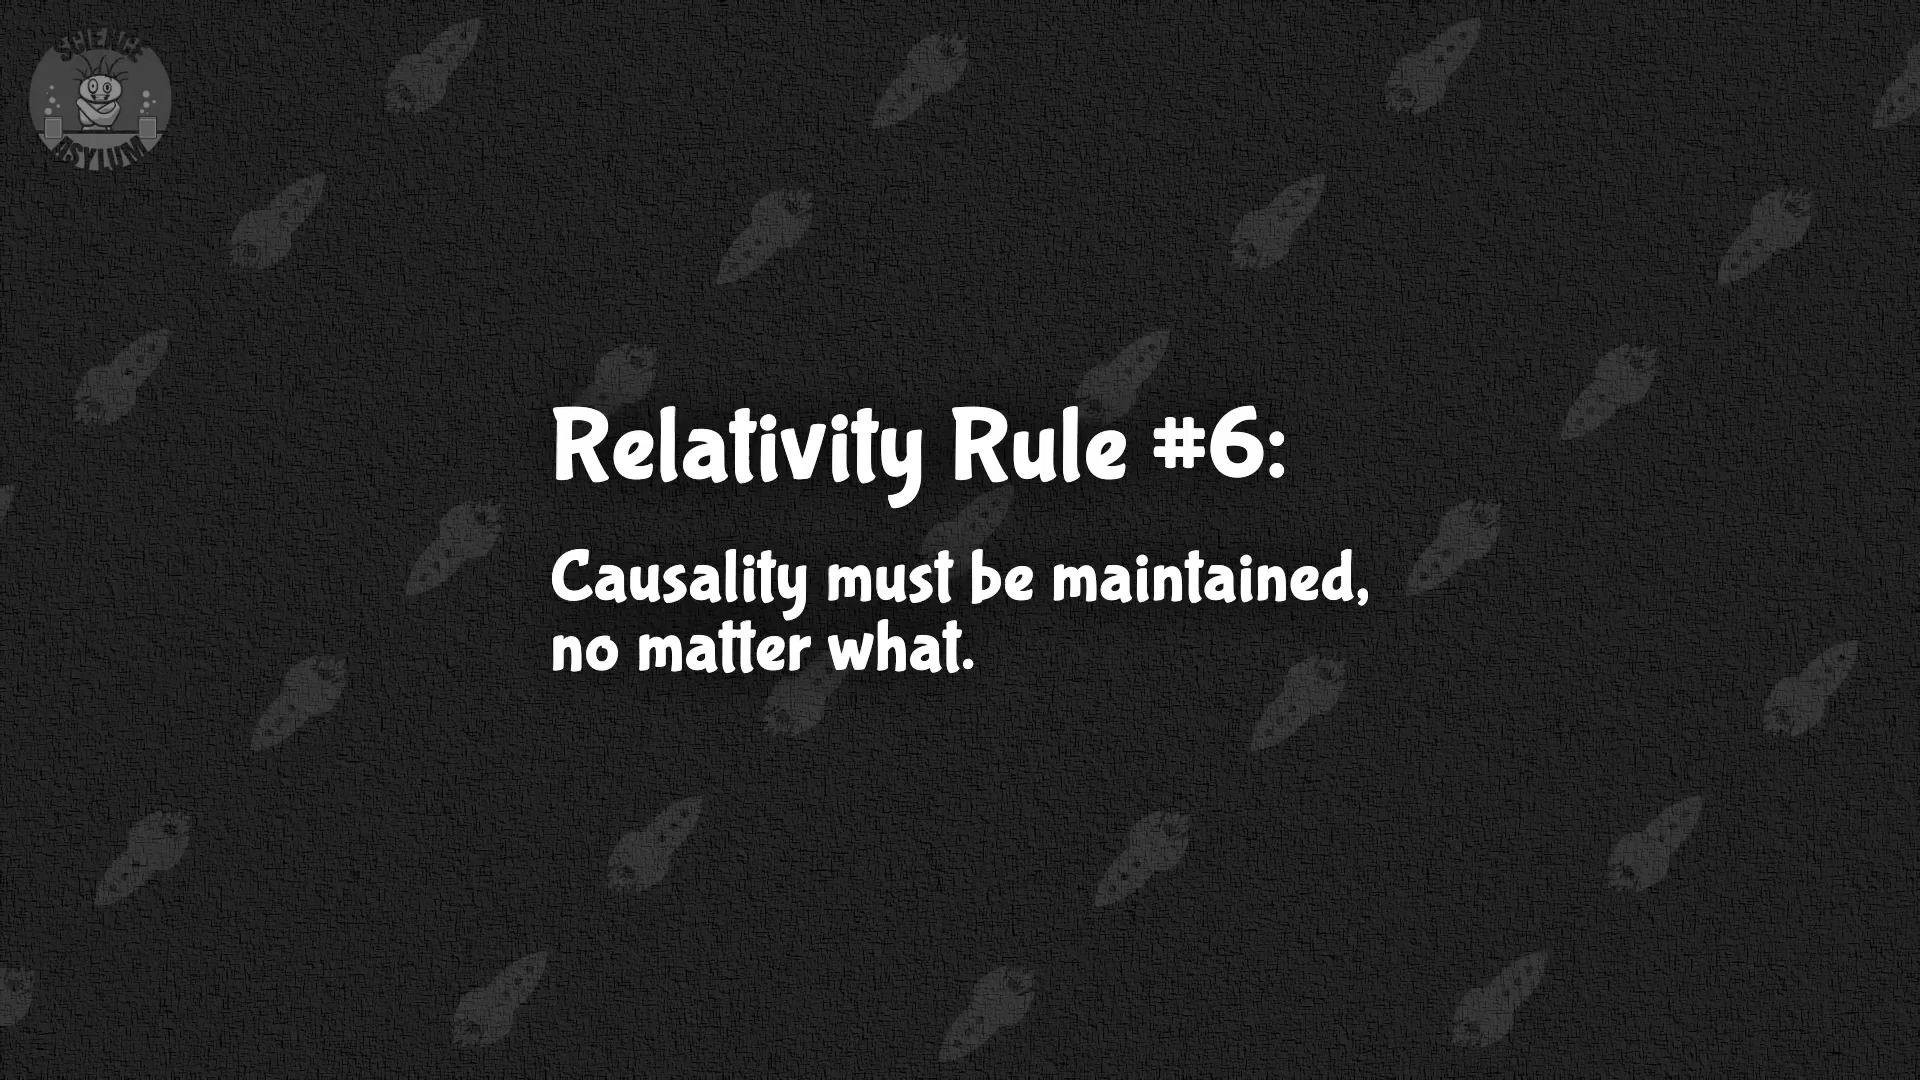 SCIENCE
ASYLUM
Relativity Rule #6:
Causality must be maintained,
no matter what.